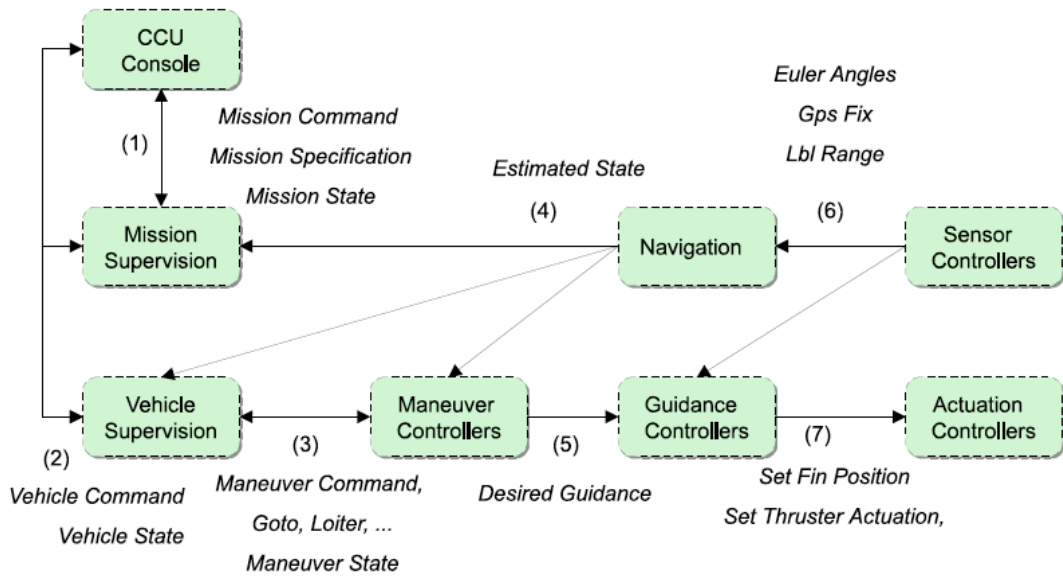 CCU
Console
Euler Angles
Gps Fix
Lbl Range
(1)
Mission Command
Mission Specification
Mission State
Estimated State
(4)
(6)
Mission
Supervision
Navigation
Sensor
Controllers
Vehicle
Supervision
Maneuver
Controllers
Guidance
Controllers
Actuation
Controllers
(2)
Vehicle Command
Vehicle State
(3)
Maneuver Command,
Goto, Loiter, ...
Maneuver State
(5)
Desired Guidance
(7)
Set Fin Position
Set Thruster Actuation,